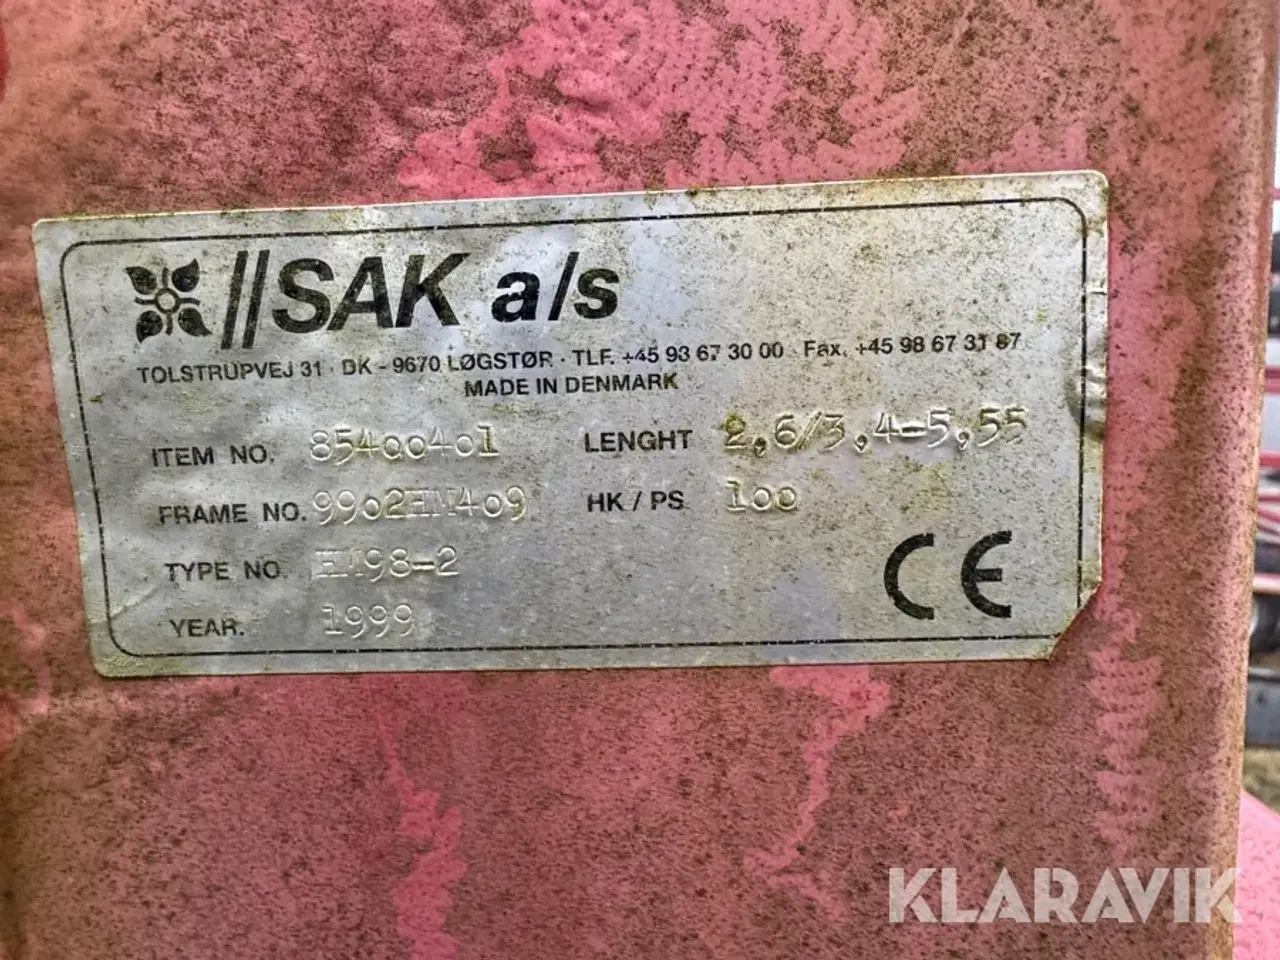 //SAK a/s
TOLSTRUPVEJ 31 · DK - 9670 LØGSTØR · TLF. +45 98 67 30 00 · Fax. +45 98 67 31 87
MADE IN DENMARK
ITEM NO. 85400401 LENGHT 2,6/3,4-5,55
FRAME NO. 9902HM409 HK / PS 100
TYPE NO. HM98-2
YEAR. 1999
CE
KLARAVIK